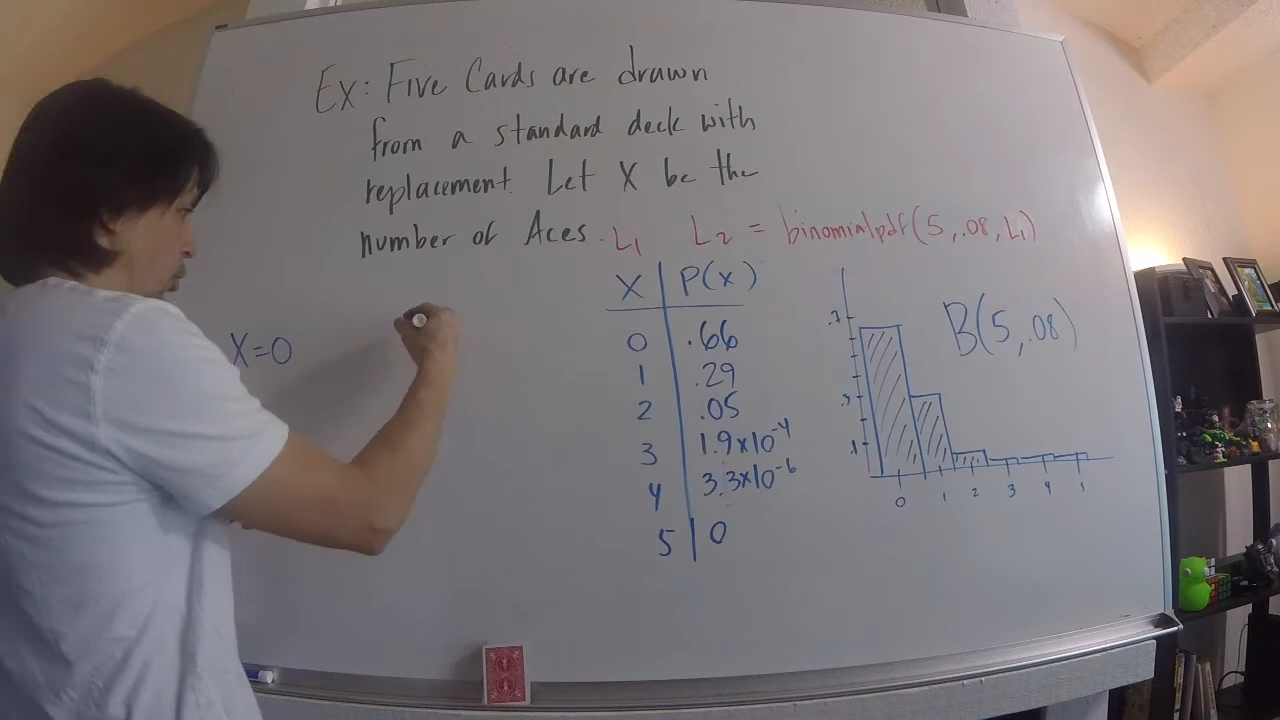 Ex: Five Cards are drawn
from a standard deck with
replacement. Let X be the
number of Aces.
L₁ L₂ = binomialpdf(5, .08, L₁)
X P(x)
0 .66
1 .29
2 .05
3 1.9x10⁻⁴
4 3.3x10⁻⁶
5 0
X=0
B(5, .08)
.1
0 1 2 3 4 5